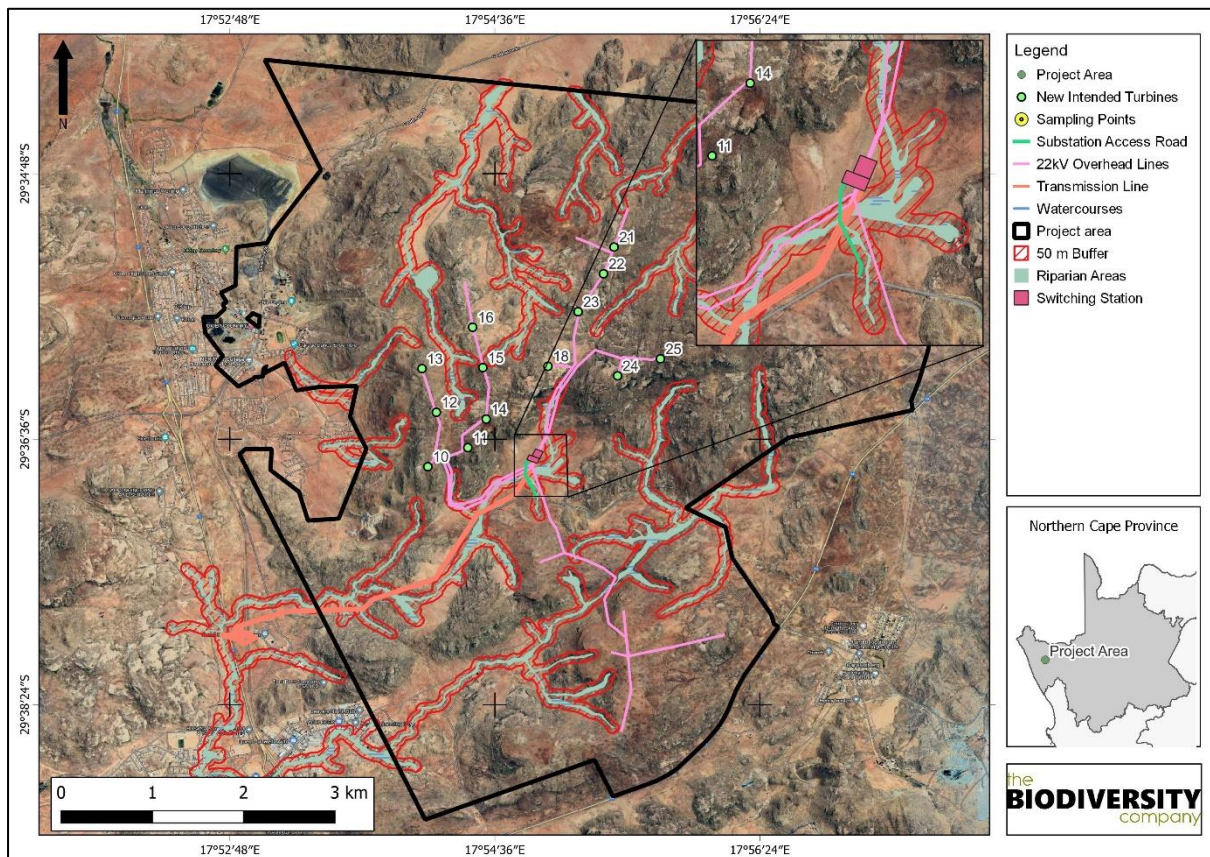 17°52'48"E
17°54'36"E
17°56'24"E
N
29°34'48"S
29°36'36"S
29°38'24"S
14
11
21
22
23
16
13
15
18
25
24
12
14
11
10
0 1 2 3 km
17°52'48"E
17°54'36"E
17°56'24"E
Legend
Project Area
New Intended Turbines
Sampling Points
Substation Access Road
22kV Overhead Lines
Transmission Line
Watercourses
Project area
50 m Buffer
Riparian Areas
Switching Station
Northern Cape Province
Project Area
the
BIODIVERSITY
company